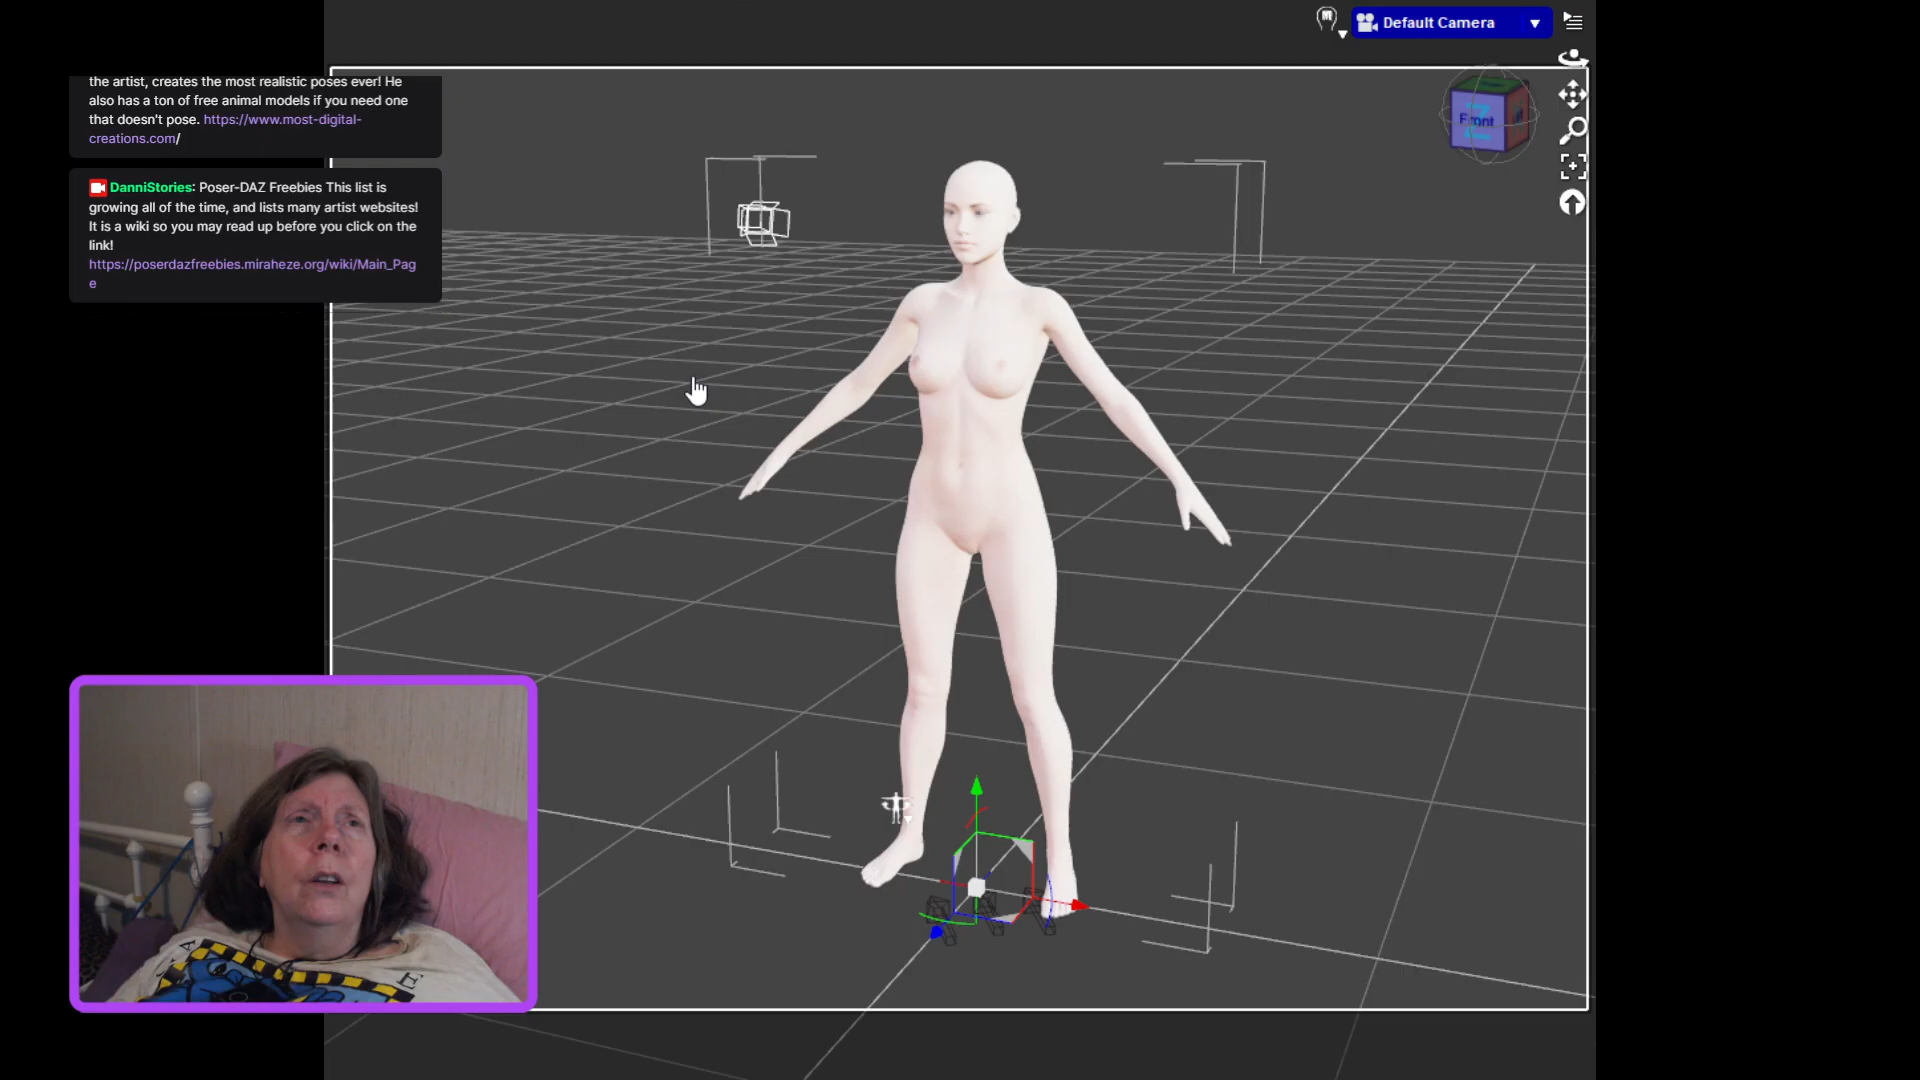 Default Camera
the artist, creates the most realistic poses ever! He
also has a ton of free animal models if you need one
that doesn't pose. https://www.most-digital-
creations.com/
DanniStories: Poser-DAZ Freebies This list is
growing all of the time, and lists many artist websites!
It is a wiki so you may read up before you click on the
link!
https://poserdazfreebies.miraheze.org/wiki/Main_Pag
e
Front